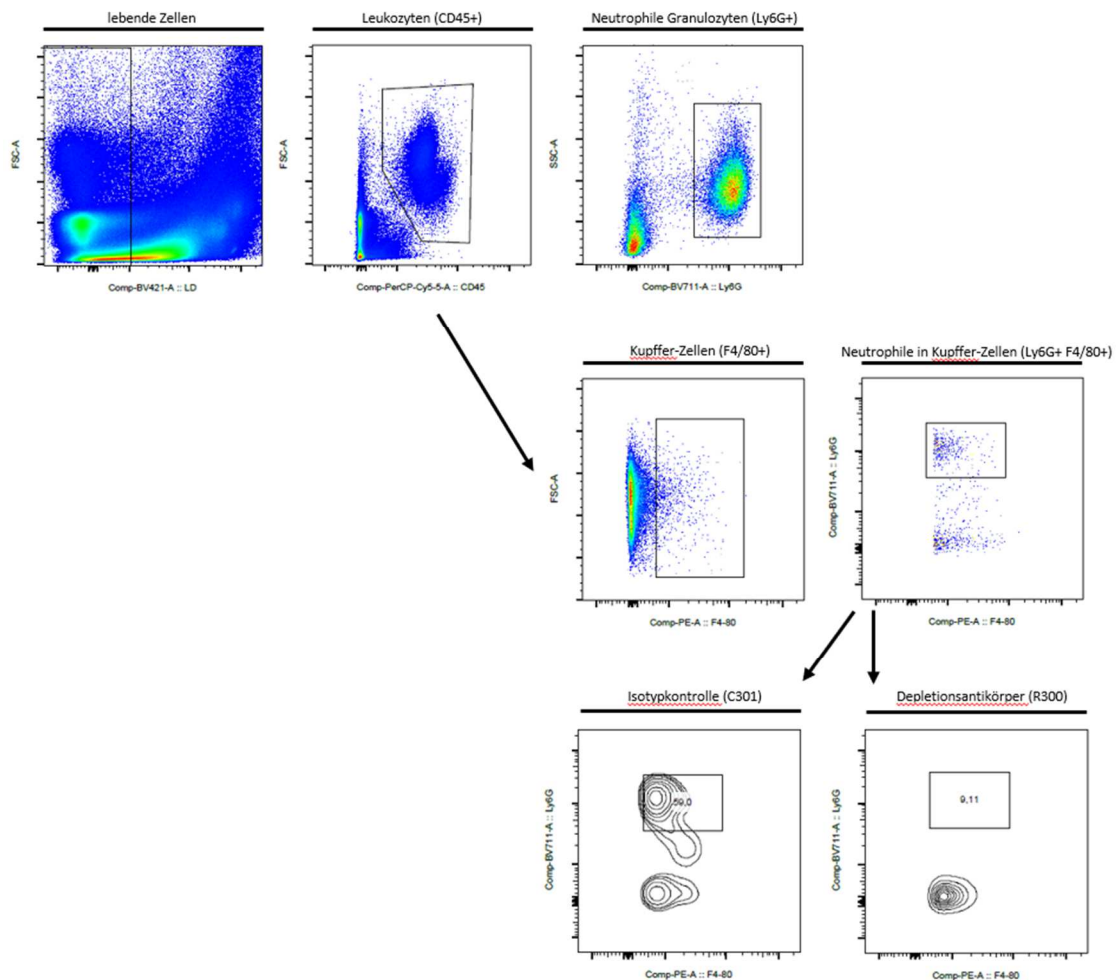 lebende Zellen
Leukozyten (CD45+)
Neutrophile Granulozyten (Ly6G+)
FSC-A
FSC-A
SSC-A
Comp-BV421-A :: LD
Comp-PerCP-Cy5-5-A :: CD45
Comp-BV711-A :: Ly6G
Kupffer-Zellen (F4/80+)
Neutrophile in Kupffer-Zellen (Ly6G+ F4/80+)
FSC-A
Comp-BV711-A :: Ly6G
Comp-PE-A :: F4-80
Comp-PE-A :: F4-80
Isotypkontrolle (C301)
Depletionsantikörper (R300)
Comp-BV711-A :: Ly6G
59,0
Comp-BV711-A :: Ly6G
9,11
Comp-PE-A :: F4-80
Comp-PE-A :: F4-80